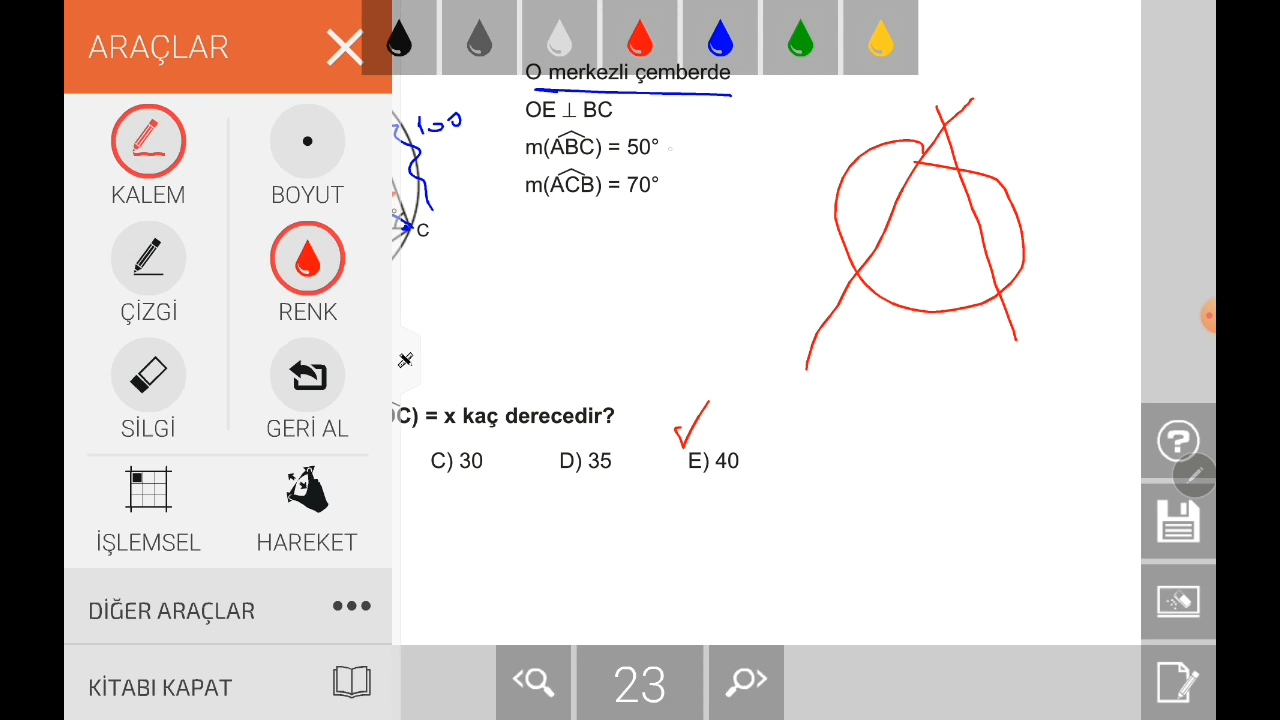 ARAÇLAR
KALEM
BOYUT
ÇİZGİ
RENK
SİLGİ
GERİ AL
İŞLEMSEL
HAREKET
DİĞER ARAÇLAR
KİTABI KAPAT
O merkezli çemberde
OE ⊥ BC
m(ABC) = 50°
m(ACB) = 70°
100
C
C) = x kaç derecedir?
C) 30
D) 35
E) 40
23